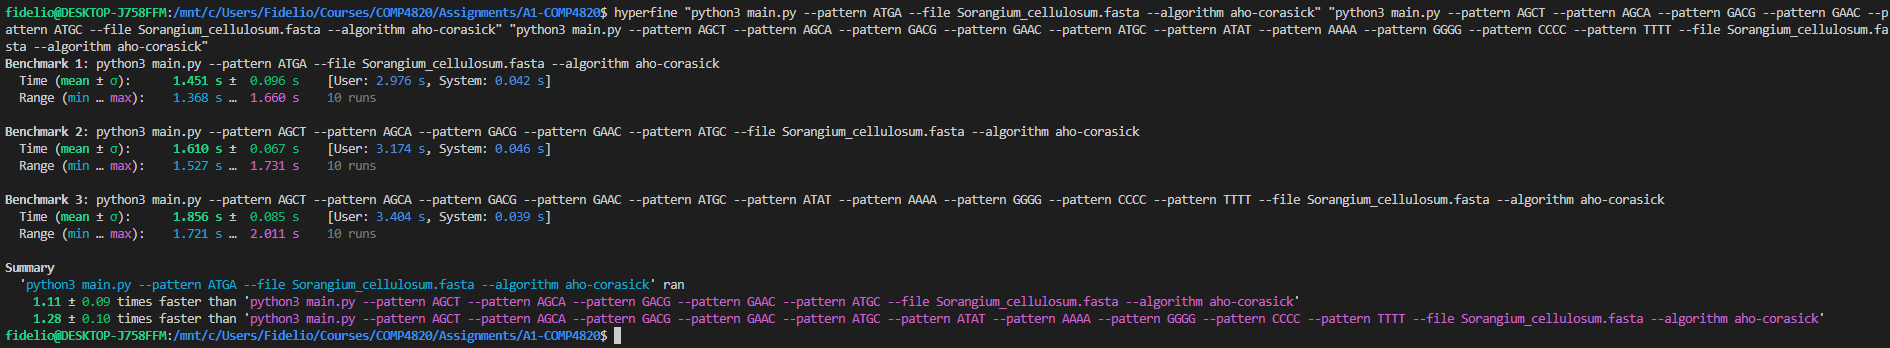 fidelio@DESKTOP-J758FFM:/mnt/c/Users/Fidelio/Courses/COMP4820/Assignments/A1-COMP4820$ hyperfine "python3 main.py --pattern ATGA --file Sorangium_cellulosum.fasta --algorithm aho-corasick" "python3 main.py --pattern AGCT --pattern AGCA --pattern GACG --pattern GAAC --p
attern ATGC --file Sorangium_cellulosum.fasta --algorithm aho-corasick" "python3 main.py --pattern AGCT --pattern AGCA --pattern GACG --pattern GAAC --pattern ATGC --pattern ATAT --pattern AAAA --pattern GGGG --pattern CCCC --pattern TTTT --file Sorangium_cellulosum.fa
sta --algorithm aho-corasick"
Benchmark 1: python3 main.py --pattern ATGA --file Sorangium_cellulosum.fasta --algorithm aho-corasick
  Time (mean ± σ):      1.451 s ±  0.096 s    [User: 2.976 s, System: 0.042 s]
  Range (min … max):    1.368 s …  1.660 s    10 runs

Benchmark 2: python3 main.py --pattern AGCT --pattern AGCA --pattern GACG --pattern GAAC --pattern ATGC --file Sorangium_cellulosum.fasta --algorithm aho-corasick
  Time (mean ± σ):      1.610 s ±  0.067 s    [User: 3.174 s, System: 0.046 s]
  Range (min … max):    1.527 s …  1.731 s    10 runs

Benchmark 3: python3 main.py --pattern AGCT --pattern AGCA --pattern GACG --pattern GAAC --pattern ATGC --pattern ATAT --pattern AAAA --pattern GGGG --pattern CCCC --pattern TTTT --file Sorangium_cellulosum.fasta --algorithm aho-corasick
  Time (mean ± σ):      1.856 s ±  0.085 s    [User: 3.404 s, System: 0.039 s]
  Range (min … max):    1.721 s …  2.011 s    10 runs

Summary
  'python3 main.py --pattern ATGA --file Sorangium_cellulosum.fasta --algorithm aho-corasick' ran
    1.11 ± 0.09 times faster than 'python3 main.py --pattern AGCT --pattern AGCA --pattern GACG --pattern GAAC --pattern ATGC --file Sorangium_cellulosum.fasta --algorithm aho-corasick'
    1.28 ± 0.10 times faster than 'python3 main.py --pattern AGCT --pattern AGCA --pattern GACG --pattern GAAC --pattern ATGC --pattern ATAT --pattern AAAA --pattern GGGG --pattern CCCC --pattern TTTT --file Sorangium_cellulosum.fasta --algorithm aho-corasick'
fidelio@DESKTOP-J758FFM:/mnt/c/Users/Fidelio/Courses/COMP4820/Assignments/A1-COMP4820$